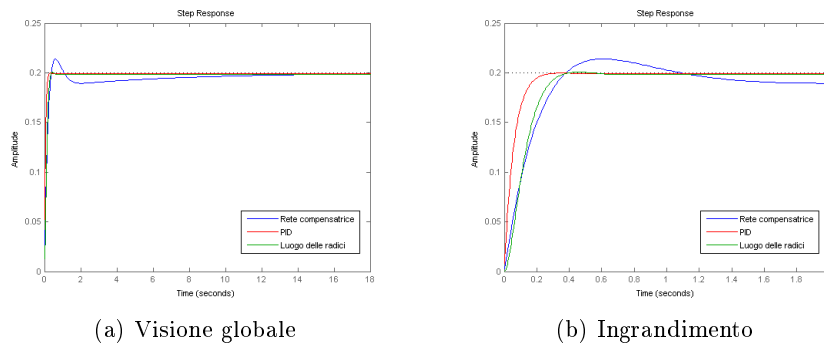 Step Response
0.25
0.2
0.15
0.1
0.05
0
Amplitude
Rete compensatrice
PID
Luogo delle radici
0 2 4 6 8 10 12 14 16 18
Time (seconds)
(a) Visione globale
Step Response
0.25
0.2
0.15
0.1
0.05
0
Amplitude
Rete compensatrice
PID
Luogo delle radici
0 0.2 0.4 0.6 0.8 1 1.2 1.4 1.6 1.8
Time (seconds)
(b) Ingrandimento